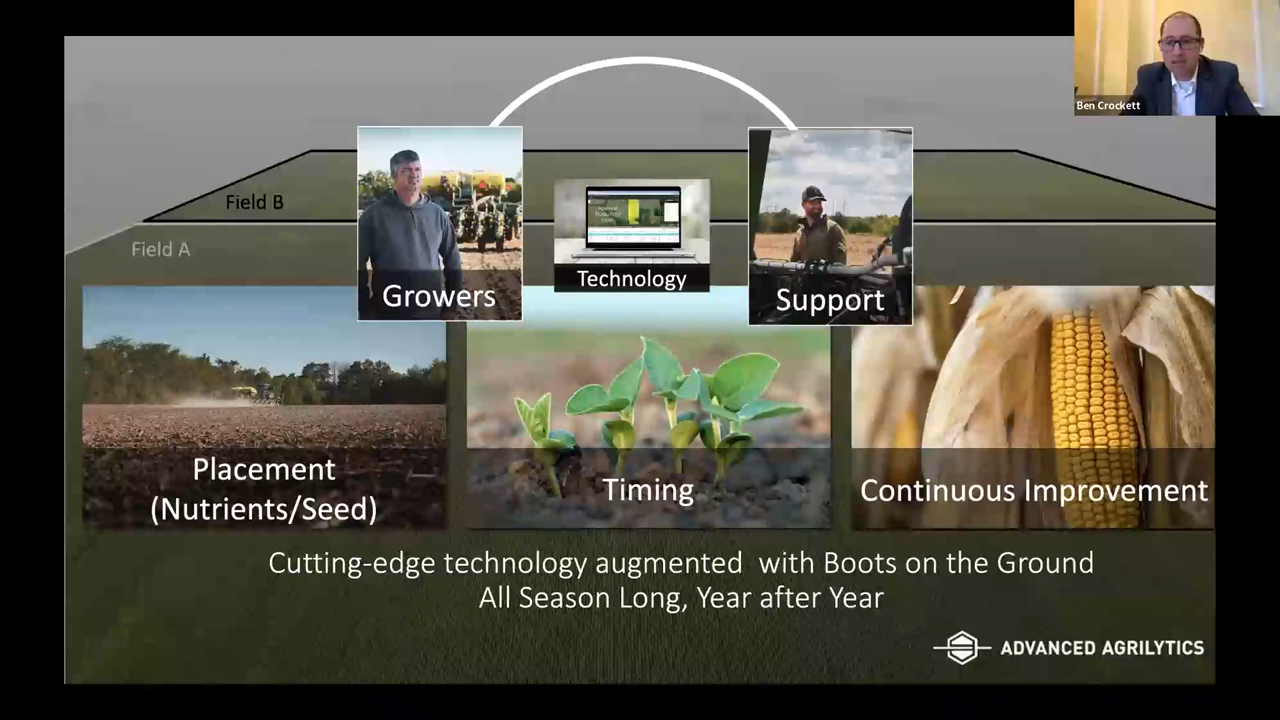 Ben Crockett
Field B
Field A
Growers
Technology
Support
Placement
(Nutrients/Seed)
Timing
Continuous Improvement
Cutting-edge technology augmented  with Boots on the Ground
All Season Long, Year after Year
ADVANCED AGRILYTICS